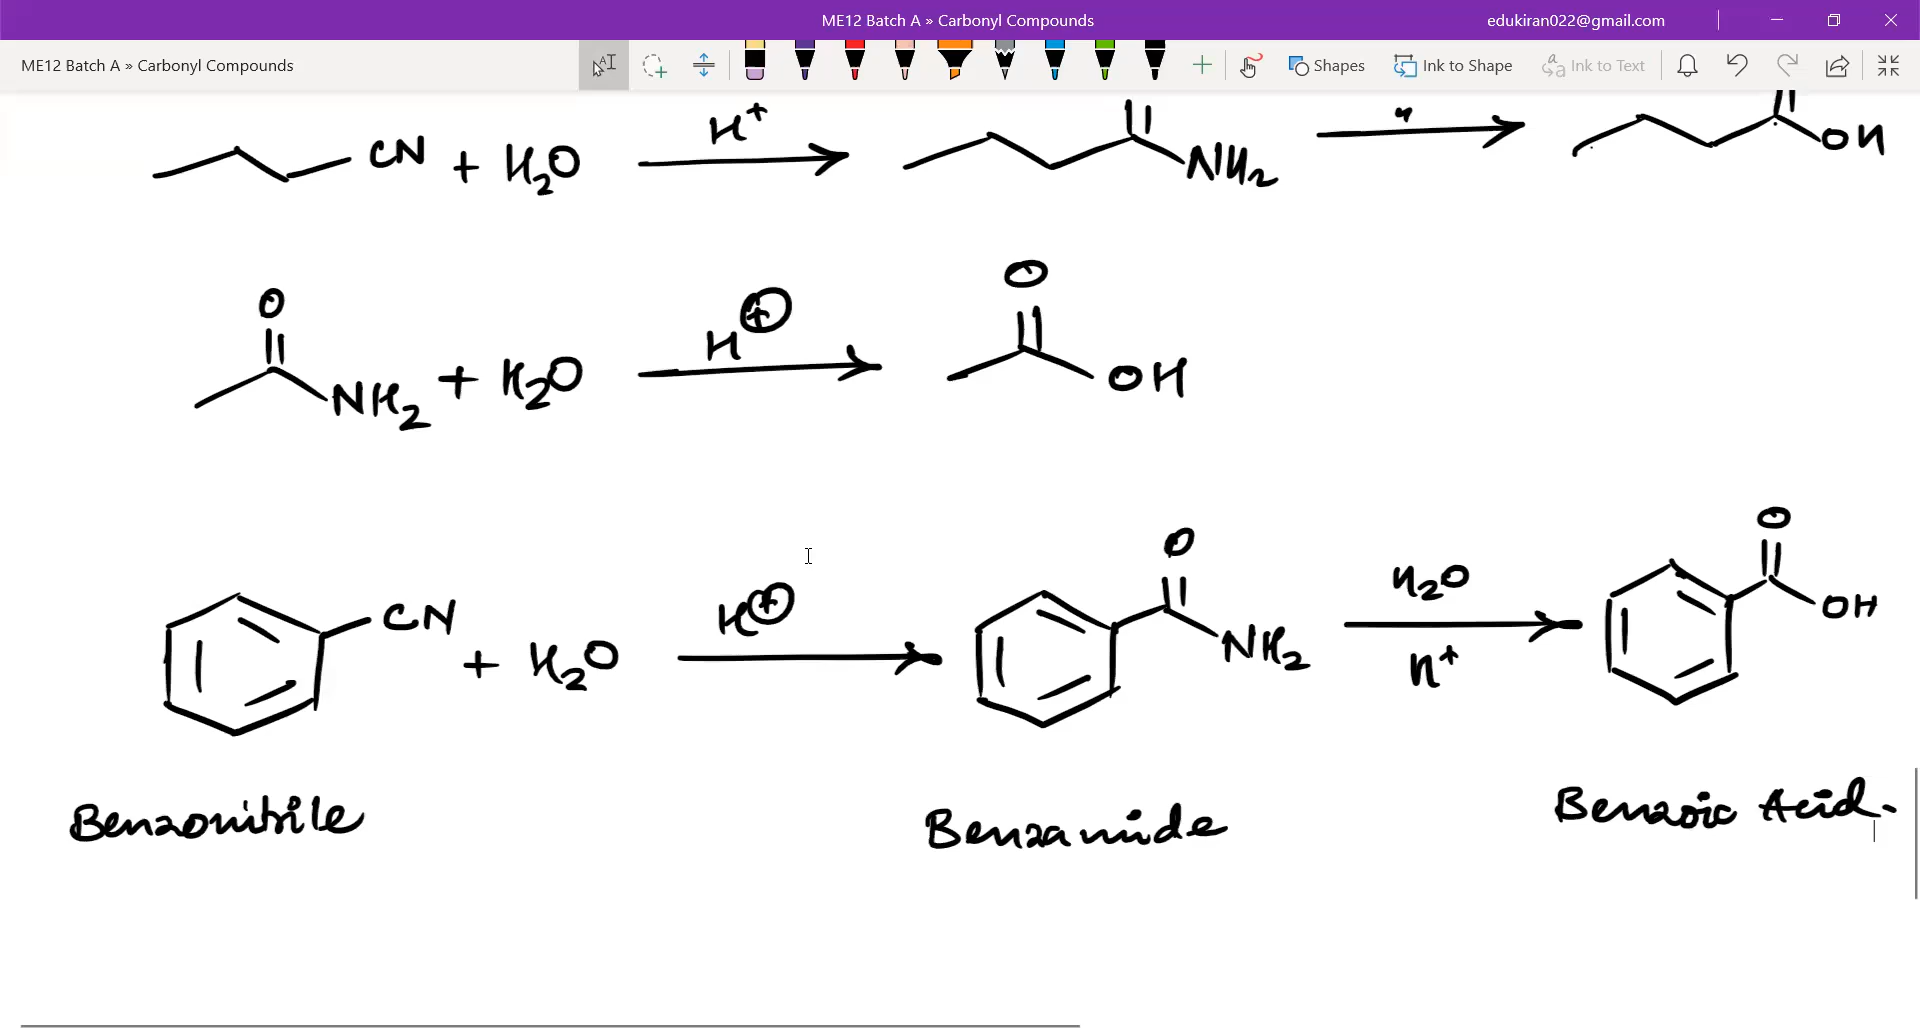 ME12 Batch A » Carbonyl Compounds
edukiran022@gmail.com
ME12 Batch A » Carbonyl Compounds
Shapes
Ink to Shape
Ink to Text
CN + H2O
H+
NH2
OH
O
NH2 + H2O
H+
O
OH
CN + H2O
H+
O
NH2
H2O
H+
O
OH
Benzonitrile
Benzamide
Benzoic Acid.